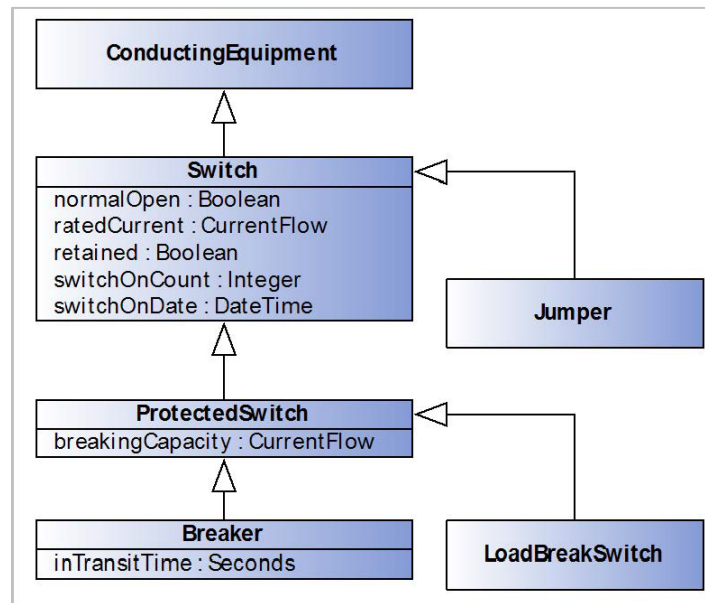 ConductingEquipment
Switch
normalOpen : Boolean
ratedCurrent : CurrentFlow
retained : Boolean
switchOnCount : Integer
switchOnDate : DateTime
Jumper
ProtectedSwitch
breakingCapacity : CurrentFlow
Breaker
inTransitTime : Seconds
LoadBreakSwitch